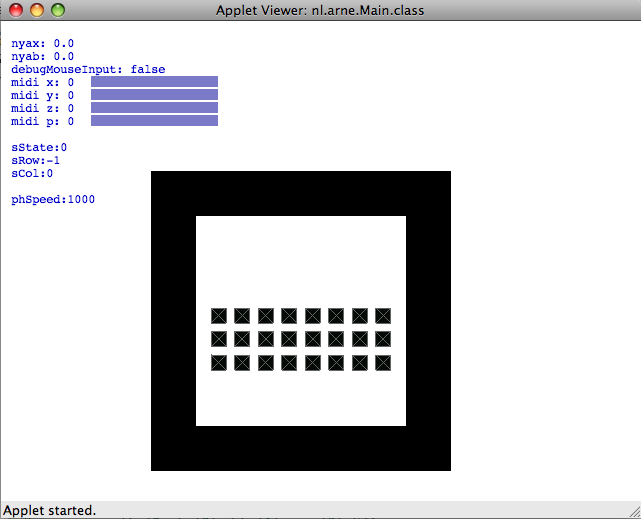 Applet Viewer: nl.arne.Main.class
nyax: 0.0
nyab: 0.0
debugMouseInput: false
midi x: 0
midi y: 0
midi z: 0
midi p: 0
sState:0
sRow:-1
sCol:0
phSpeed:1000
Applet started.